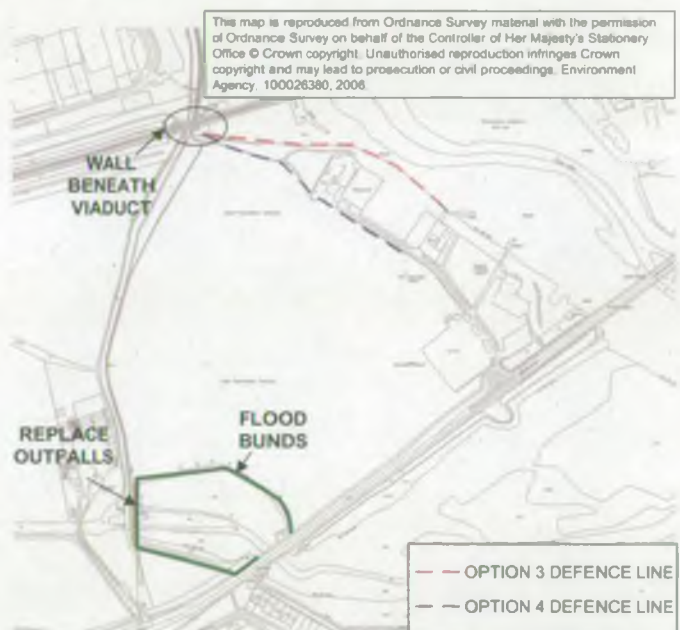 This map is reproduced from Ordnance Survey material with the permission
of Ordnance Survey on behalf of the Controller of Her Majesty's Stationery
Office © Crown copyright. Unauthorised reproduction infringes Crown
copyright and may lead to prosecution or civil proceedings. Environment
Agency. 100026380, 2006.
WALL
BENEATH
VIADUCT
FLOOD
BUNDS
REPLACE
OUTFALLS
OPTION 3 DEFENCE LINE
OPTION 4 DEFENCE LINE